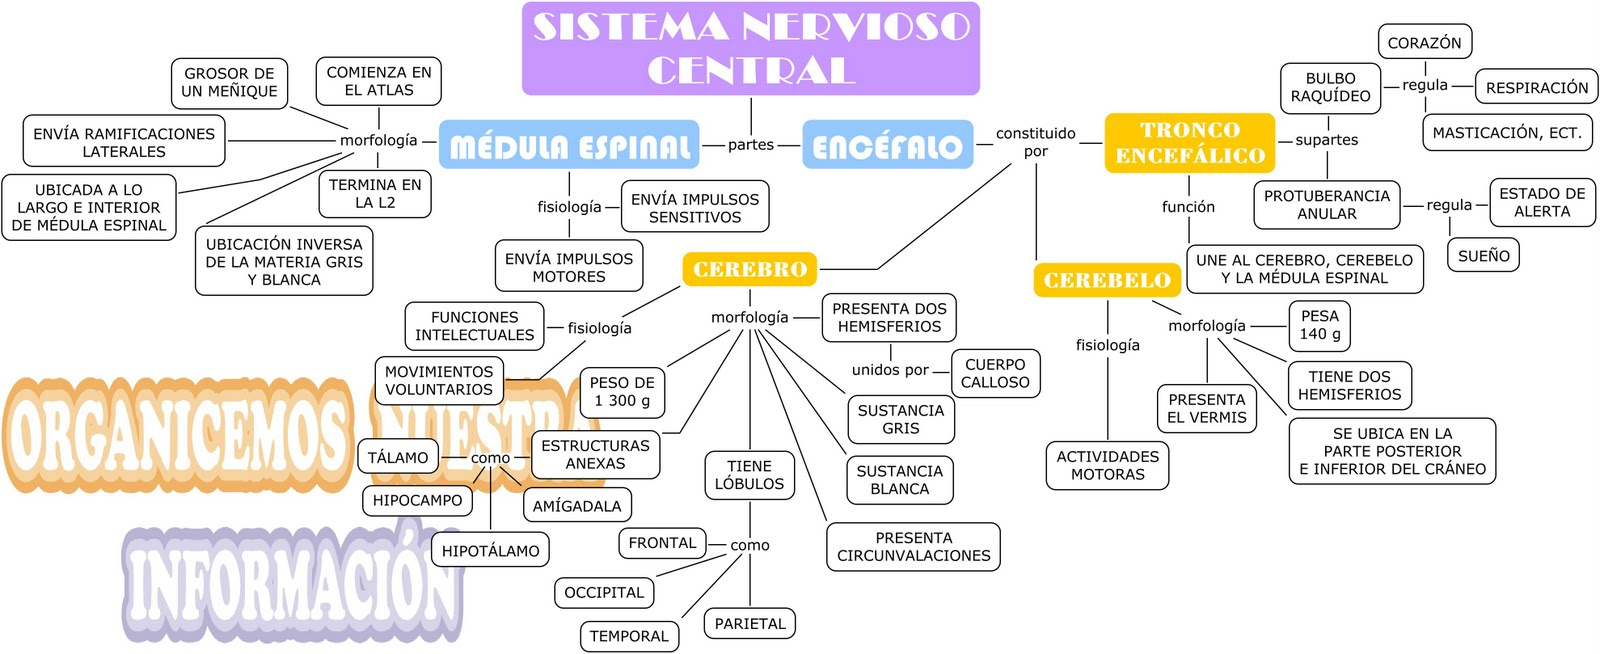 SISTEMA NERVIOSO
CENTRAL
partes
MÉDULA ESPINAL
morfología
GROSOR DE
UN MEÑIQUE
COMIENZA EN
EL ATLAS
ENVÍA RAMIFICACIONES
LATERALES
UBICADA A LO
LARGO E INTERIOR
DE MÉDULA ESPINAL
TERMINA EN
LA L2
UBICACIÓN INVERSA
DE LA MATERIA GRIS
Y BLANCA
fisiología
ENVÍA IMPULSOS
SENSITIVOS
ENVÍA IMPULSOS
MOTORES
ENCÉFALO
constituido
por
TRONCO
ENCEFÁLICO
supartes
BULBO
RAQUÍDEO
regula
CORAZÓN
RESPIRACIÓN
MASTICACIÓN, ECT.
PROTUBERANCIA
ANULAR
regula
ESTADO DE
ALERTA
SUEÑO
función
UNE AL CEREBRO, CEREBELO
Y LA MÉDULA ESPINAL
CEREBRO
fisiología
FUNCIONES
INTELECTUALES
MOVIMIENTOS
VOLUNTARIOS
morfología
PRESENTA DOS
HEMISFERIOS
unidos por
CUERPO
CALLOSO
PESO DE
1 300 g
ESTRUCTURAS
ANEXAS
como
TÁLAMO
HIPOCAMPO
HIPOTÁLAMO
AMÍGADALA
TIENE
LÓBULOS
como
FRONTAL
OCCIPITAL
TEMPORAL
PARIETAL
SUSTANCIA
GRIS
SUSTANCIA
BLANCA
PRESENTA
CIRCUNVALACIONES
CEREBELO
fisiología
ACTIVIDADES
MOTORAS
morfología
PESA
140 g
TIENE DOS
HEMISFERIOS
PRESENTA
EL VERMIS
SE UBICA EN LA
PARTE POSTERIOR
E INFERIOR DEL CRÁNEO
ORGANICEMOS NUESTRA
INFORMACIÓN